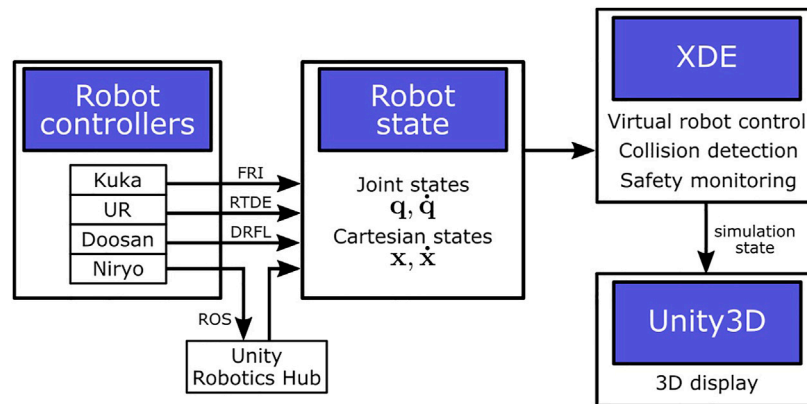 Robot
controllers
Kuka
UR
Doosan
Niryo
FRI
RTDE
DRFL
ROS
Unity
Robotics Hub
Robot
state
Joint states
q, q̇
Cartesian states
x, ẋ
XDE
Virtual robot control
Collision detection
Safety monitoring
simulation
state
Unity3D
3D display